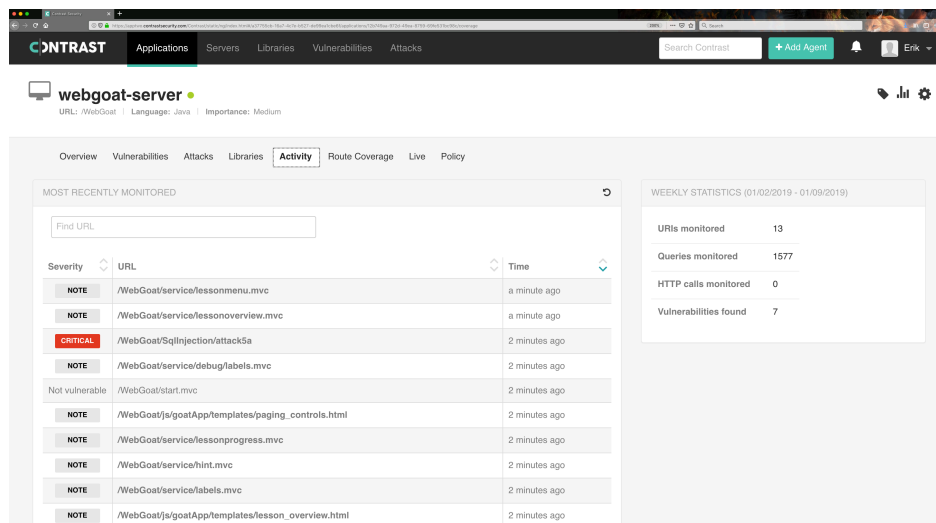 Contrast Security
Search
CONTRAST
Applications Servers Libraries Vulnerabilities Attacks
Search Contrast
+ Add Agent
Erik
webgoat-server
URL: /WebGoat | Language: Java | Importance: Medium
Overview Vulnerabilities Attacks Libraries Activity Route Coverage Live Policy
MOST RECENTLY MONITORED
Find URL
Severity URL Time
NOTE /WebGoat/service/lessonmenu.mvc a minute ago
NOTE /WebGoat/service/lessonoverview.mvc a minute ago
CRITICAL /WebGoat/SqlInjection/attack5a 2 minutes ago
NOTE /WebGoat/service/debug/labels.mvc 2 minutes ago
Not vulnerable /WebGoat/start.mvc 2 minutes ago
NOTE /WebGoat/js/goatApp/templates/paging_controls.html 2 minutes ago
NOTE /WebGoat/service/lessonprogress.mvc 2 minutes ago
NOTE /WebGoat/service/hint.mvc 2 minutes ago
NOTE /WebGoat/service/labels.mvc 2 minutes ago
NOTE /WebGoat/js/goatApp/templates/lesson_overview.html 2 minutes ago
WEEKLY STATISTICS (01/02/2019 - 01/09/2019)
URIs monitored 13
Queries monitored 1577
HTTP calls monitored 0
Vulnerabilities found 7